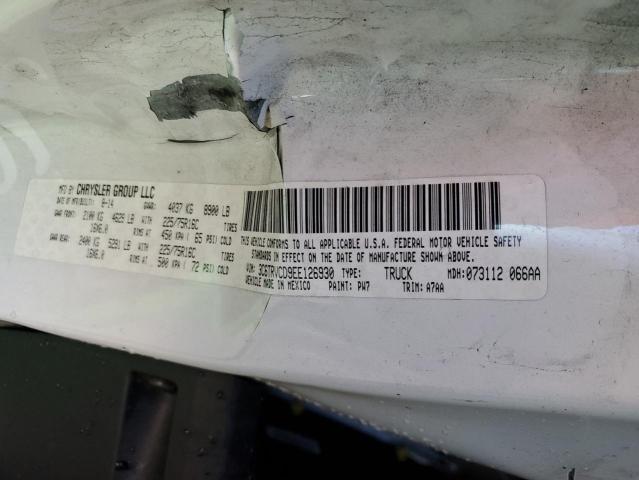 MFD BY CHRYSLER GROUP LLC
DATE OF MFR(BUILT): 8-14 GVWR: 4037 KG 8900 LB
GAWR FRONT: 2100 KG 4629 LB WITH 225/75R16C TIRES
16X6.0 RIMS AT 450 KPA ( 65 PSI) COLD
GAWR REAR: 2400 KG 5291 LB WITH 225/75R16C TIRES
16X6.0 RIMS AT 500 KPA ( 72 PSI) COLD
THIS VEHICLE CONFORMS TO ALL APPLICABLE U.S.A. FEDERAL MOTOR VEHICLE SAFETY
STANDARDS IN EFFECT ON THE DATE OF MANUFACTURE SHOWN ABOVE.
VIN: 3C6TRVCD9EE126930 TYPE: TRUCK MDH: 073112 066AA
VEHICLE MADE IN MEXICO PAINT: PW7 TRIM: A7AA